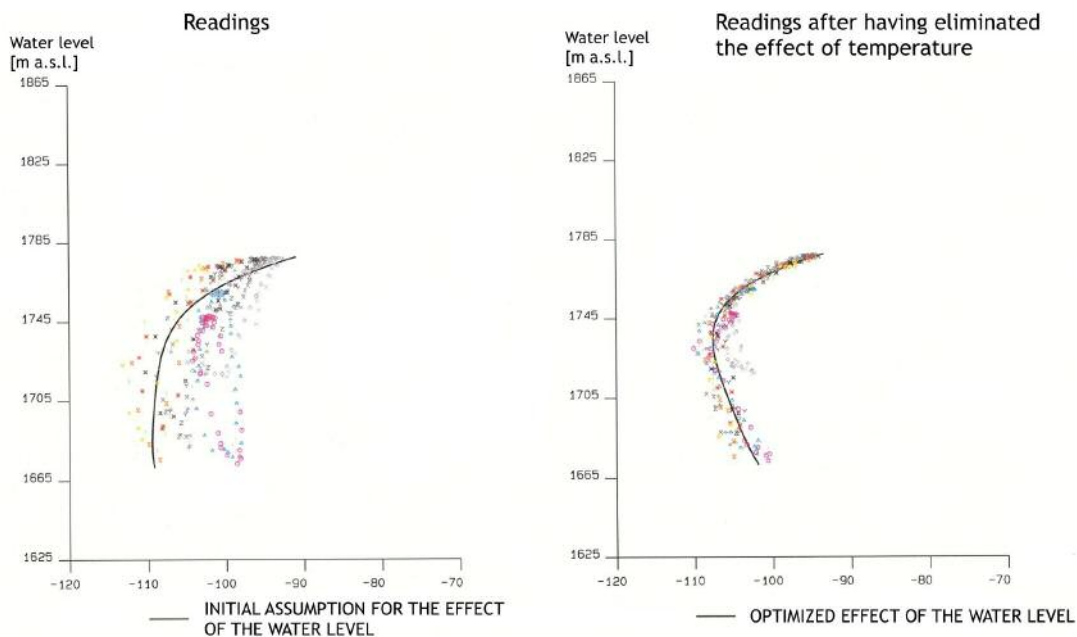 Readings
Water level
[m a.s.l.]
1865
1825
1785
1745
1705
1665
1625
-120
-110
-100
-90
-80
-70
INITIAL ASSUMPTION FOR THE EFFECT
OF THE WATER LEVEL
Readings after having eliminated
the effect of temperature
Water level
[m a.s.l.]
1865
1825
1785
1745
1705
1665
1625
-120
-110
-100
-90
-80
-70
OPTIMIZED EFFECT OF THE WATER LEVEL